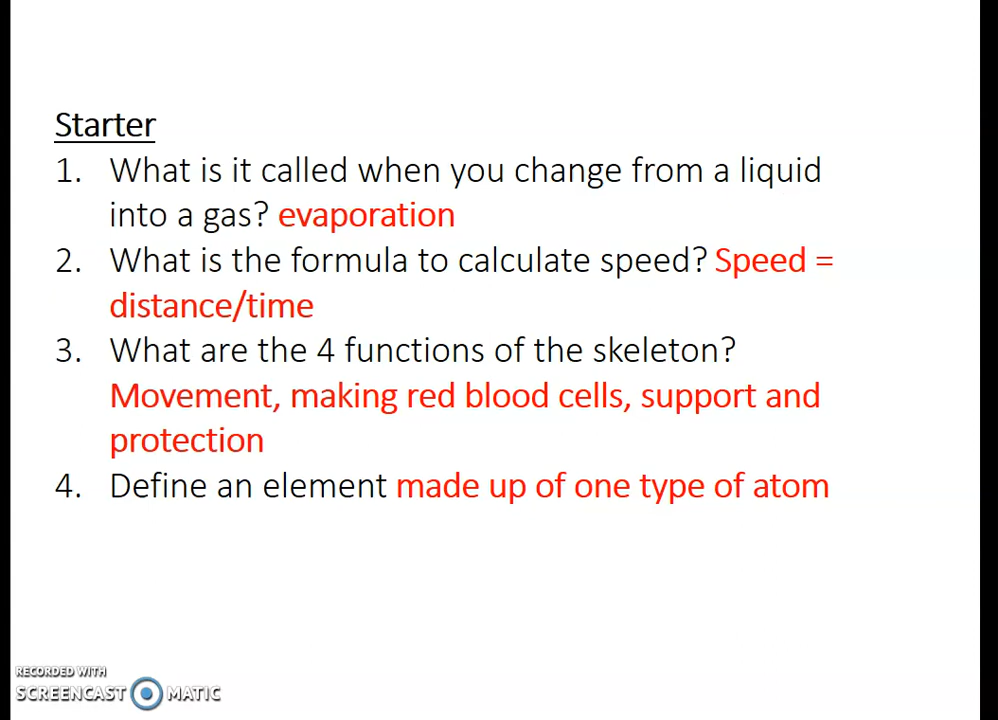 Starter
1. What is it called when you change from a liquid
into a gas? evaporation
2. What is the formula to calculate speed? Speed =
distance/time
3. What are the 4 functions of the skeleton?
Movement, making red blood cells, support and
protection
4. Define an element made up of one type of atom
RECORDED WITH
SCREENCAST MATIC